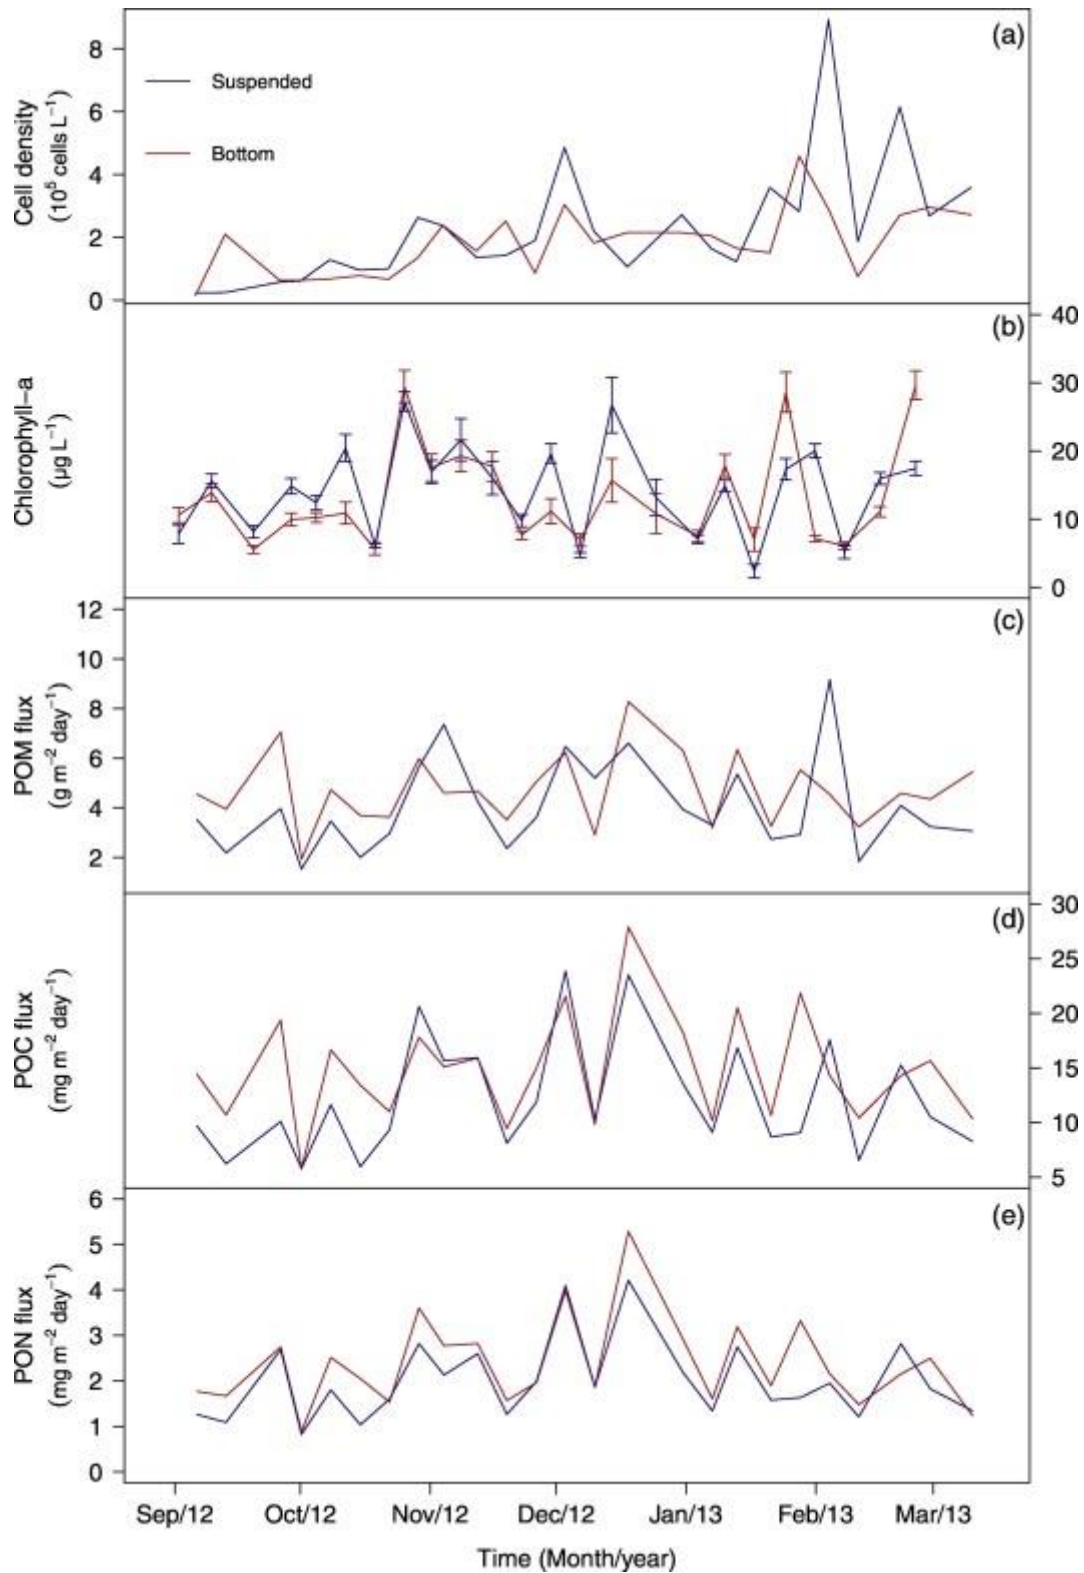 (a)
8
6
4
2
0
Cell density
(10⁵ cells L⁻¹)
Suspended
Bottom
(b)
40
30
20
10
0
Chlorophyll−a
(µg L⁻¹)
(c)
12
10
8
6
4
2
POM flux
(g m⁻² day⁻¹)
(d)
30
25
20
15
10
5
POC flux
(mg m⁻² day⁻¹)
(e)
6
5
4
3
2
1
0
PON flux
(mg m⁻² day⁻¹)
Sep/12 Oct/12 Nov/12 Dec/12 Jan/13 Feb/13 Mar/13
Time (Month/year)